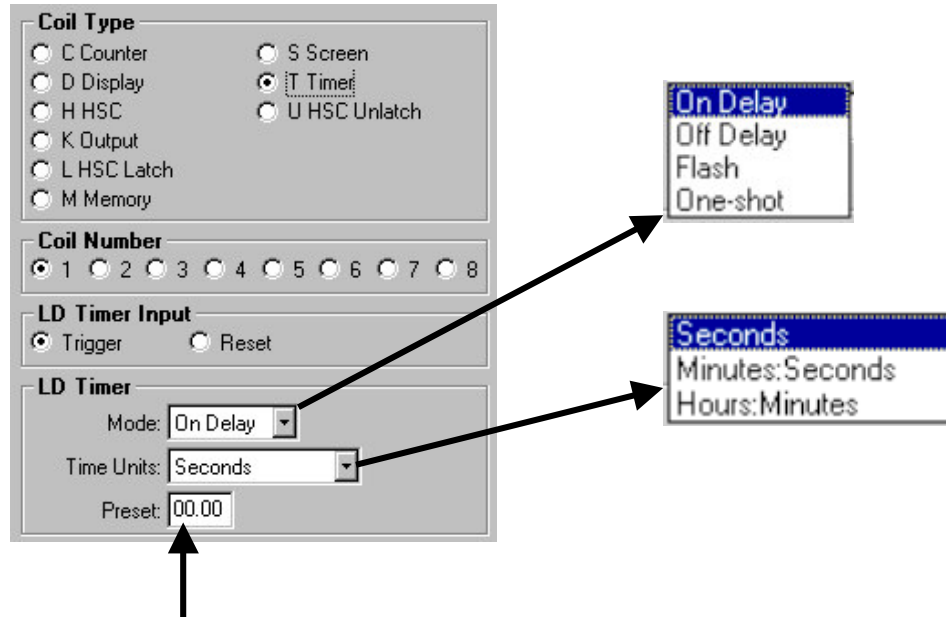 Coil Type
C Counter
S Screen
D Display
T Timer
H HSC
U HSC Unlatch
K Output
L HSC Latch
M Memory
Coil Number
1 2 3 4 5 6 7 8
LD Timer Input
Trigger
Reset
LD Timer
Mode: On Delay
Time Units: Seconds
Preset: 00.00
On Delay
Off Delay
Flash
One-shot
Seconds
Minutes:Seconds
Hours:Minutes